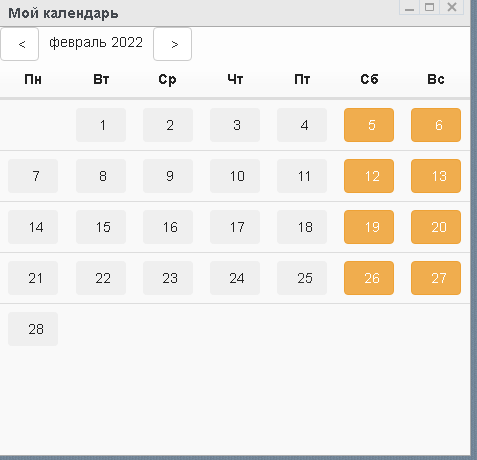 Мой календарь
< февраль 2022 >
Пн Вт Ср Чт Пт Сб Вс
1 2 3 4 5 6
7 8 9 10 11 12 13
14 15 16 17 18 19 20
21 22 23 24 25 26 27
28